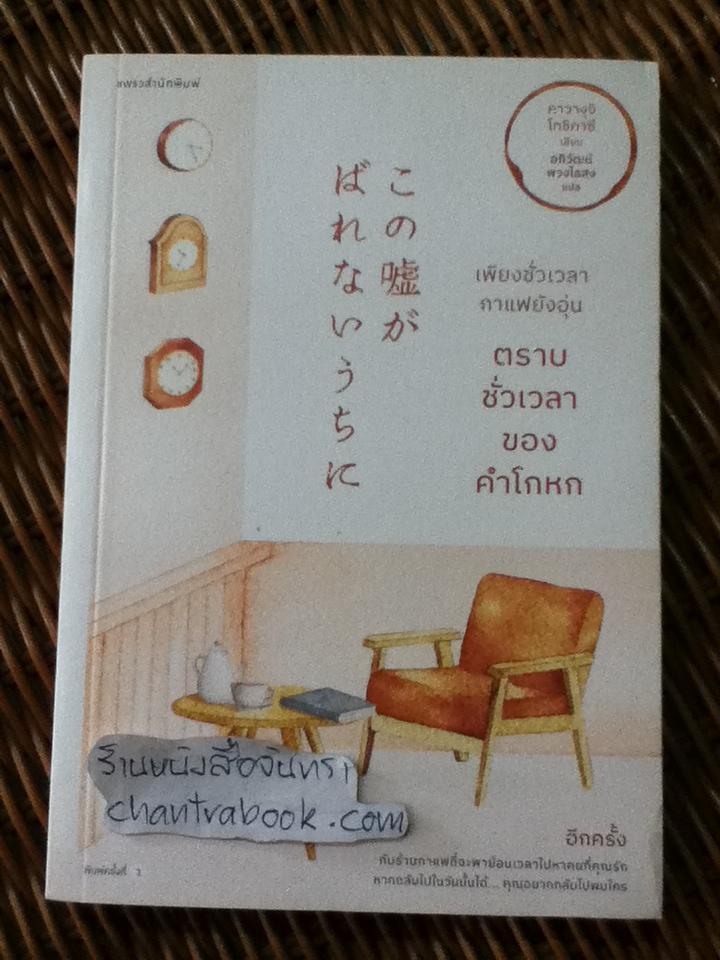 แพรวสำนักพิมพ์
คาวางุจิ
โทชิคาซึ
เขียน
อภิวัฒน์
พวงไธสง
แปล
この嘘が
ばれないうちに
เพียงชั่วเวลา
กาแฟยังอุ่น
ตราบ
ชั่วเวลา
ของ
คำโกหก
ร้านหนังสือจันทรา
chantrabook.com
อีกครั้ง
กับร้านกาแฟที่จะพาย้อนเวลาไปหาคนที่คุณรัก
หากกลับไปในวันนั้นได้... คุณอยากกลับไปพบใคร
พิมพ์ครั้งที่ 2